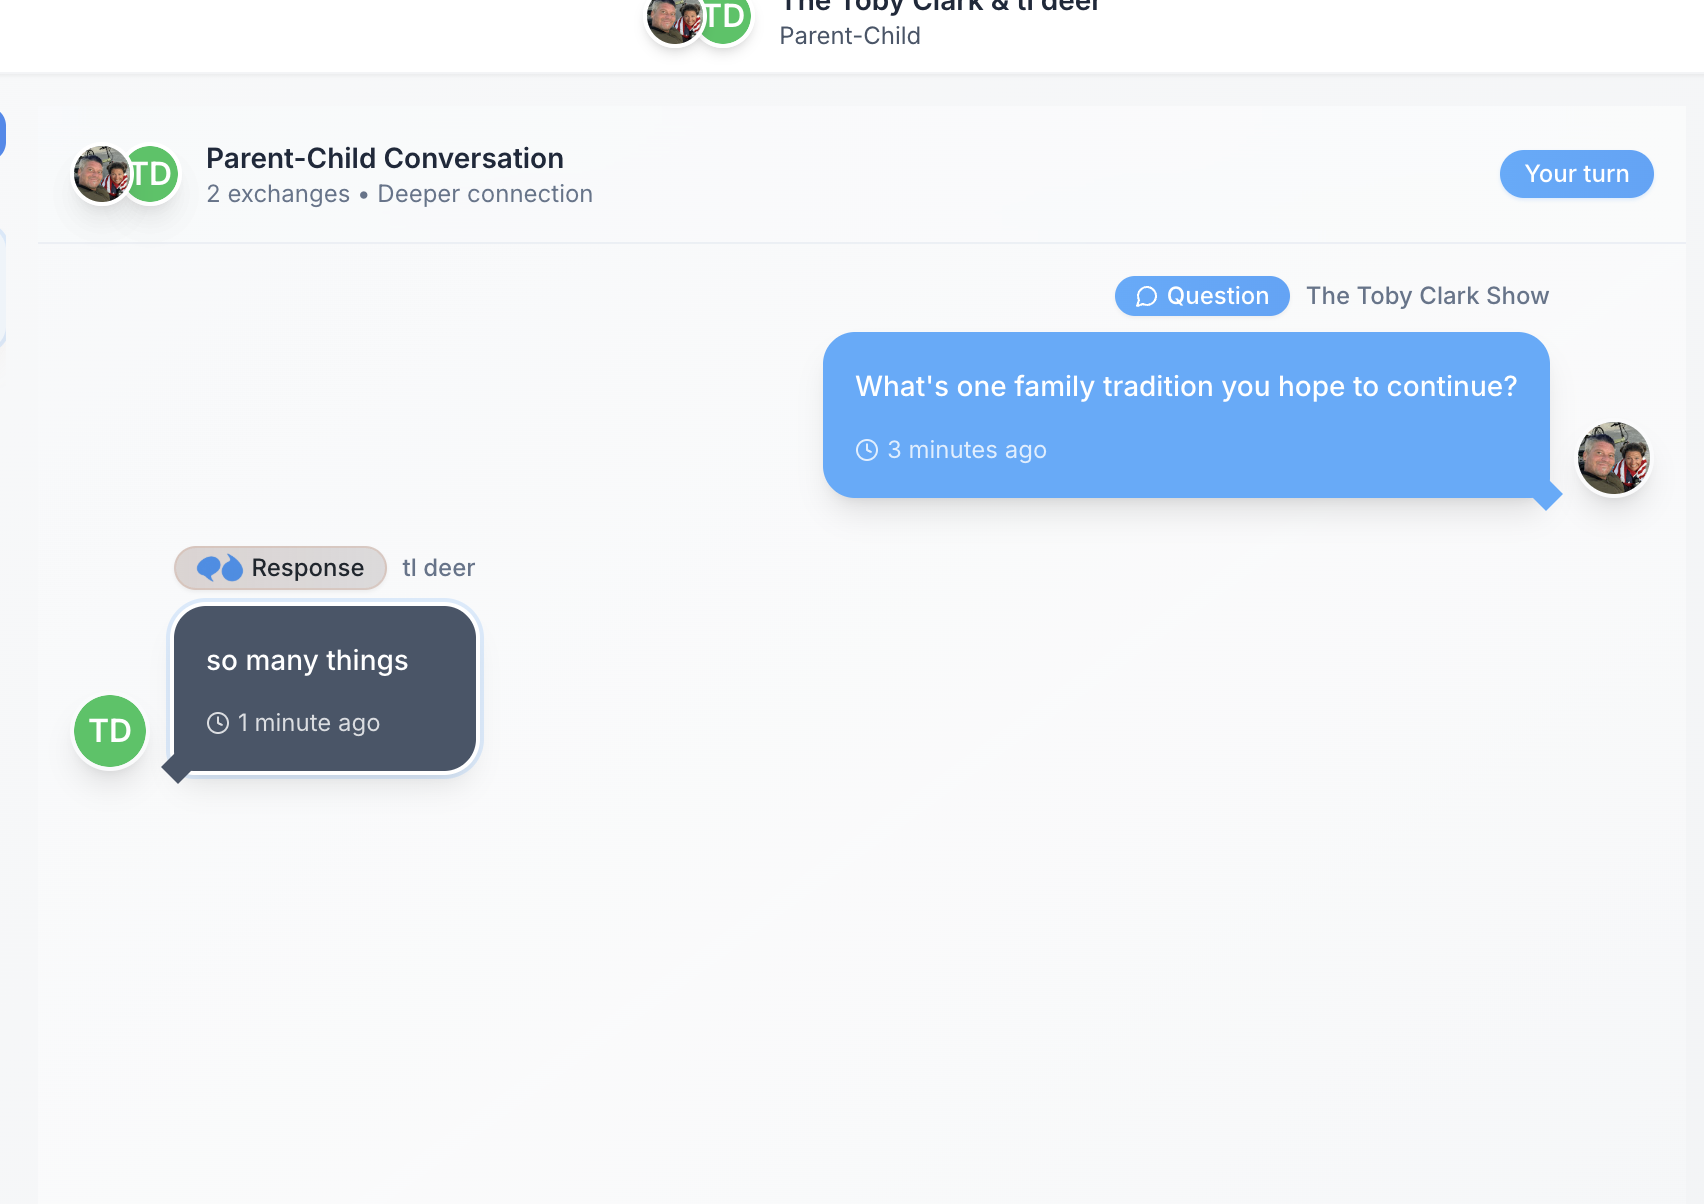 The Toby Clark & tl deer
TD
Parent-Child
TD
Parent-Child Conversation
2 exchanges • Deeper connection
Your turn
Question
The Toby Clark Show
What's one family tradition you hope to continue?
3 minutes ago
Response
tl deer
so many things
1 minute ago
TD